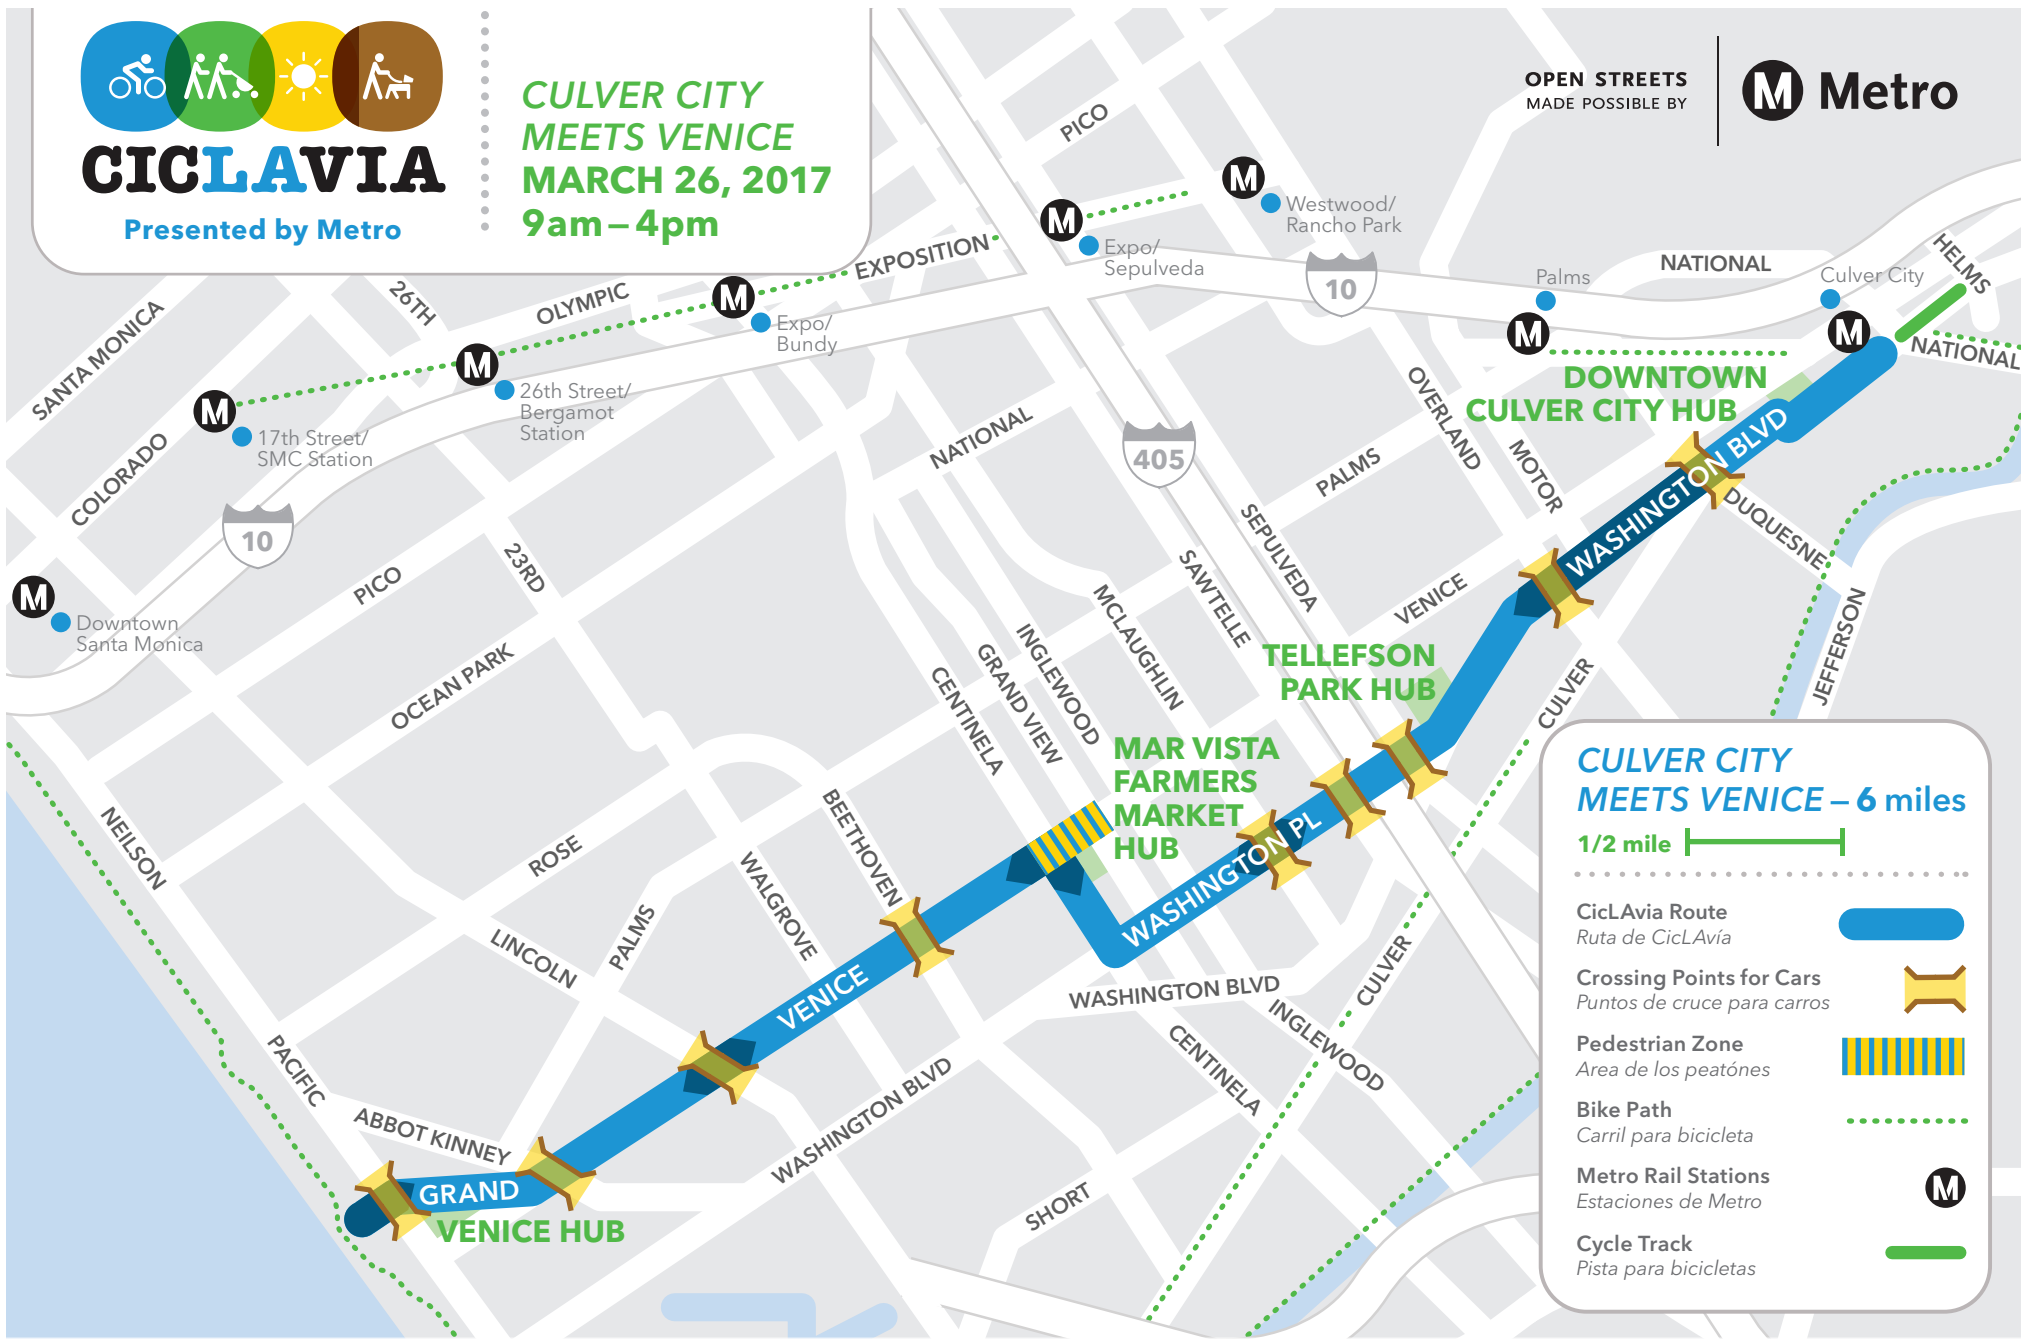 CICLAVIA
Presented by Metro
CULVER CITY
MEETS VENICE
MARCH 26, 2017
9am – 4pm
OPEN STREETS
MADE POSSIBLE BY
M Metro
PICO
M
Westwood/
Rancho Park
M
Expo/
Sepulveda
10
NATIONAL
HELMS
Palms
M
Culver City
M
NATIONAL
EXPOSITION
OLYMPIC
26TH
M
Expo/
Bundy
SANTA MONICA
M
26th Street/
Bergamot
Station
M
17th Street/
SMC Station
COLORADO
10
M
Downtown
Santa Monica
DOWNTOWN
CULVER CITY HUB
OVERLAND
MOTOR
NATIONAL
405
PALMS
WASHINGTON BLVD
DUQUESNE
JEFFERSON
PICO
23RD
SEPULVEDA
SAWTELLE
VENICE
MCLAUGHLIN
INGLEWOOD
GRAND VIEW
CENTINELA
OCEAN PARK
TELLEFSON
PARK HUB
CULVER
MAR VISTA
FARMERS
MARKET
HUB
NEILSON
ROSE
BEETHOVEN
WALGROVE
PALMS
LINCOLN
WASHINGTON PL
VENICE
WASHINGTON BLVD
CULVER
INGLEWOOD
CENTINELA
PACIFIC
ABBOT KINNEY
WASHINGTON BLVD
GRAND
VENICE HUB
SHORT
CULVER CITY
MEETS VENICE – 6 miles
1/2 mile
CicLAvia Route
Ruta de CicLAvía
Crossing Points for Cars
Puntos de cruce para carros
Pedestrian Zone
Area de los peatónes
Bike Path
Carril para bicicleta
Metro Rail Stations
Estaciones de Metro
M
Cycle Track
Pista para bicicletas